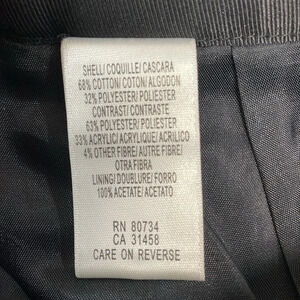 SHELL/ COQUILLE/ CASCARA
68% COTTON/ COTON/ ALGODON
32% POLYESTER/ POLIESTER
CONTRAST/ CONTRASTE
63% POLYESTER/ POLIESTER
33% ACRYLIC/ ACRYLIQUE/ ACRILICO
4% OTHER FIBRE/ AUTRE FIBRE/
OTRA FIBRA
LINING/ DOUBLURE/ FORRO
100% ACETATE/ ACETATO
RN 80734
CA 31458
CARE ON REVERSE